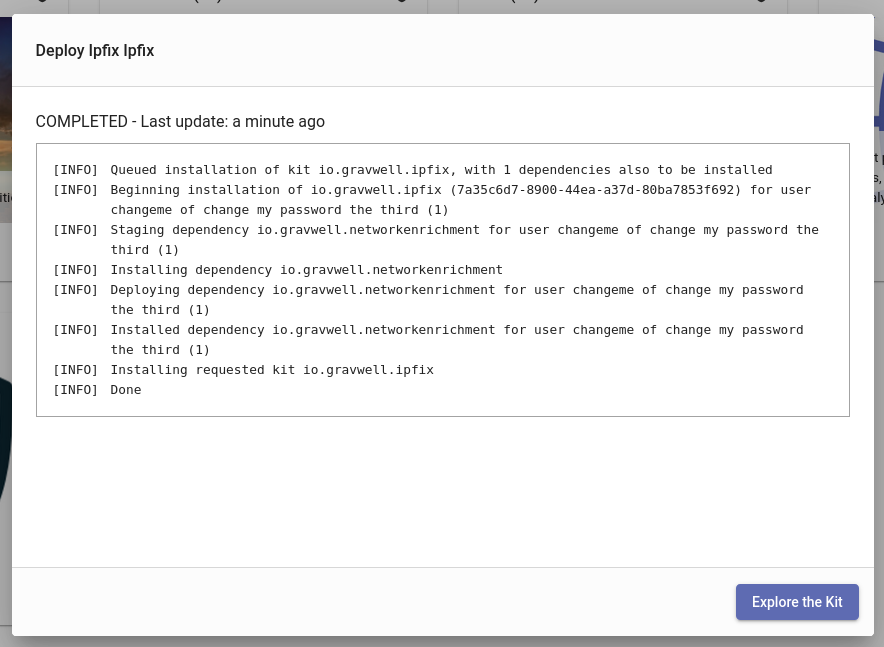 Deploy Ipfix Ipfix
COMPLETED - Last update: a minute ago
[INFO] Queued installation of kit io.gravwell.ipfix, with 1 dependencies also to be installed
[INFO] Beginning installation of io.gravwell.ipfix (7a35c6d7-8900-44ea-a37d-80ba7853f692) for user
changeme of change my password the third (1)
[INFO] Staging dependency io.gravwell.networkenrichment for user changeme of change my password the
third (1)
[INFO] Installing dependency io.gravwell.networkenrichment
[INFO] Deploying dependency io.gravwell.networkenrichment for user changeme of change my password
the third (1)
[INFO] Installed dependency io.gravwell.networkenrichment for user changeme of change my password
the third (1)
[INFO] Installing requested kit io.gravwell.ipfix
[INFO] Done
Explore the Kit